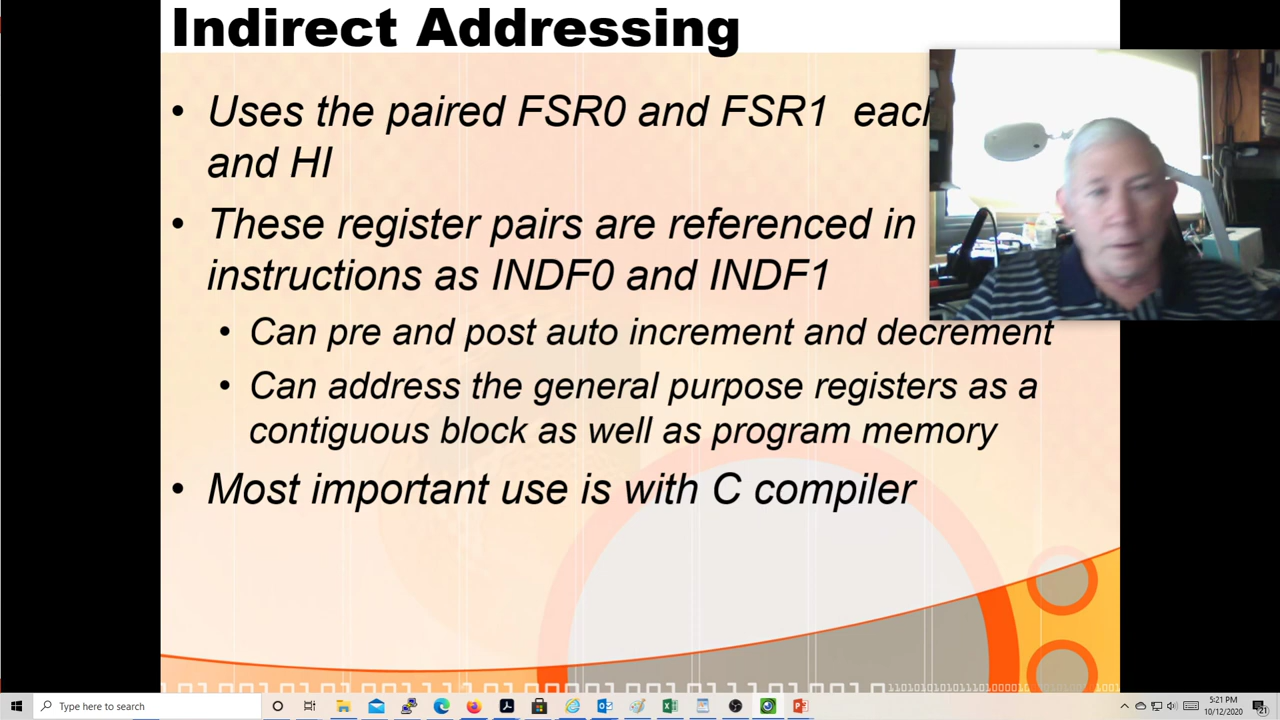 Indirect Addressing
• Uses the paired FSR0 and FSR1 each
and HI
• These register pairs are referenced in
instructions as INDF0 and INDF1
• Can pre and post auto increment and decrement
• Can address the general purpose registers as a
contiguous block as well as program memory
• Most important use is with C compiler
Type here to search
5:21 PM
10/12/2020
21